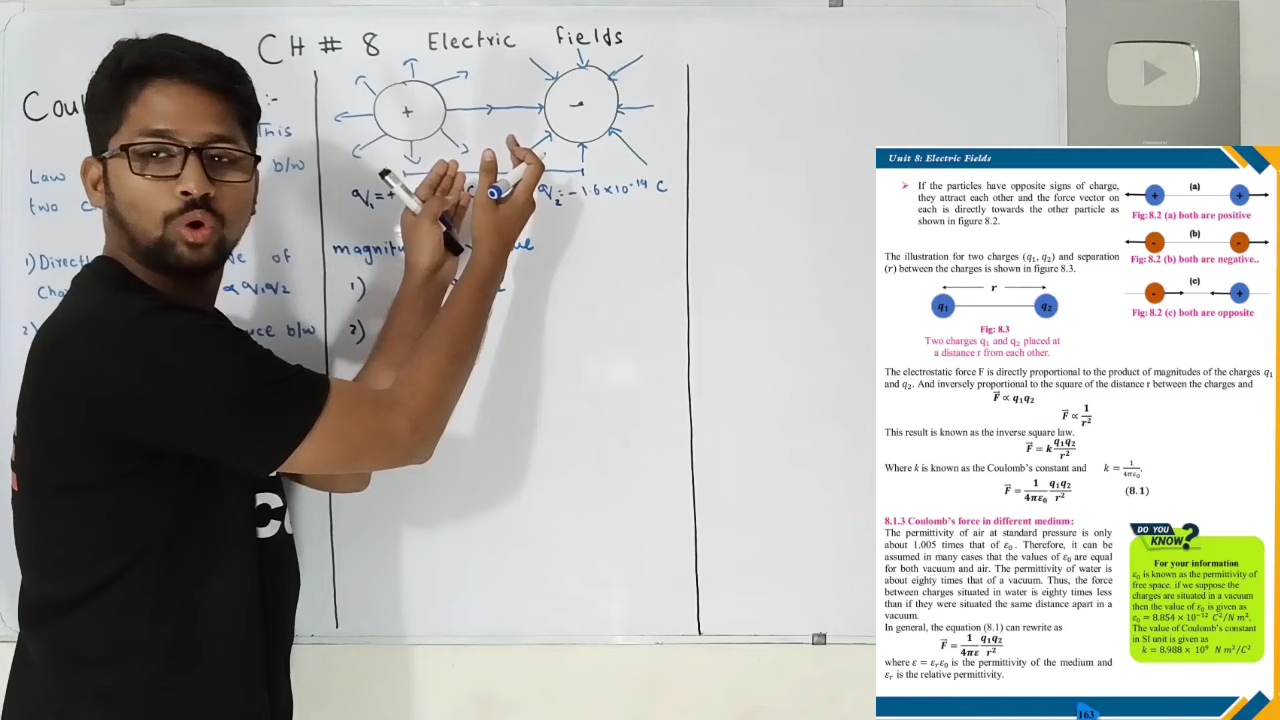 CH # 8 Electric fields
Coul :-
This
Law b/w
two c
1) Directl e of
Cha ∝ q₁q₂
2) nce b/w
+
-
q₁ = +
q₂ = -1.6×10⁻¹⁹ C
magnitu
1)
2)
Unit 8: Electric Fields
➤ If the particles have opposite signs of charge,
they attract each other and the force vector on
each is directly towards the other particle as
shown in figure 8.2.
(a)
+ +
Fig: 8.2 (a) both are positive
(b)
- -
Fig: 8.2 (b) both are negative..
(c)
- +
Fig: 8.2 (c) both are opposite
The illustration for two charges (q₁, q₂) and separation
(r) between the charges is shown in figure 8.3.
r
q₁ q₂
Fig: 8.3
Two charges q₁ and q₂ placed at
a distance r from each other.
The electrostatic force F is directly proportional to the product of magnitudes of the charges q₁
and q₂. And inversely proportional to the square of the distance r between the charges and
F⃗ ∝ q₁q₂
F⃗ ∝ 1/r²
This result is known as the inverse square law.
F⃗ = k q₁q₂/r²
Where k is known as the Coulomb's constant and k = 1/4πε₀.
F⃗ = 1/4πε₀ q₁q₂/r² (8.1)
8.1.3 Coulomb's force in different medium:
The permittivity of air at standard pressure is only
about 1.005 times that of ε₀. Therefore, it can be
assumed in many cases that the values of ε₀ are equal
for both vacuum and air. The permittivity of water is
about eighty times that of a vacuum. Thus, the force
between charges situated in water is eighty times less
than if they were situated the same distance apart in a
vacuum.
In general, the equation (8.1) can rewrite as
F⃗ = 1/4πε q₁q₂/r²
where ε = εᵣε₀ is the permittivity of the medium and
εᵣ is the relative permittivity.
DO YOU
KNOW?
For your information
ε₀ is known as the permittivity of
free space, if we suppose the
charges are situated in a vacuum
then the value of ε₀ is given as
ε₀ = 8.854 × 10⁻¹² C²/N m².
The value of Coulomb's constant
in SI unit is given as
k = 8.988 × 10⁹ N m²/C²
163